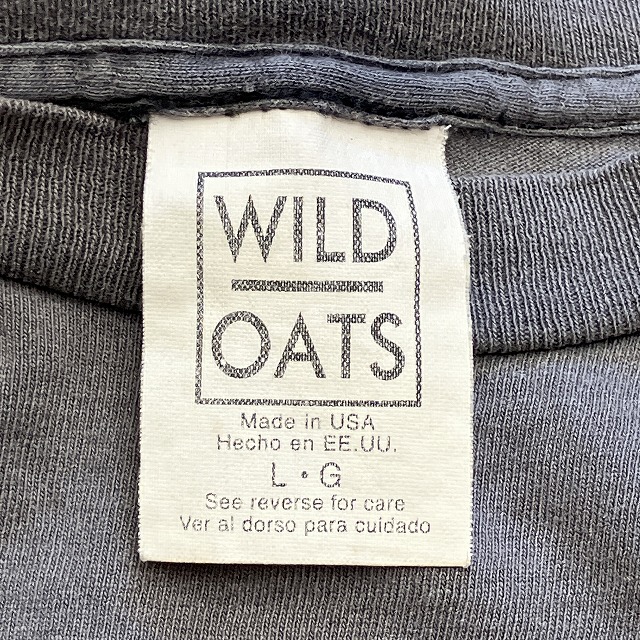 WILD
OATS
Made in USA
Hecho en EE.UU.
L • G
See reverse for care
Ver al dorso para cuidado